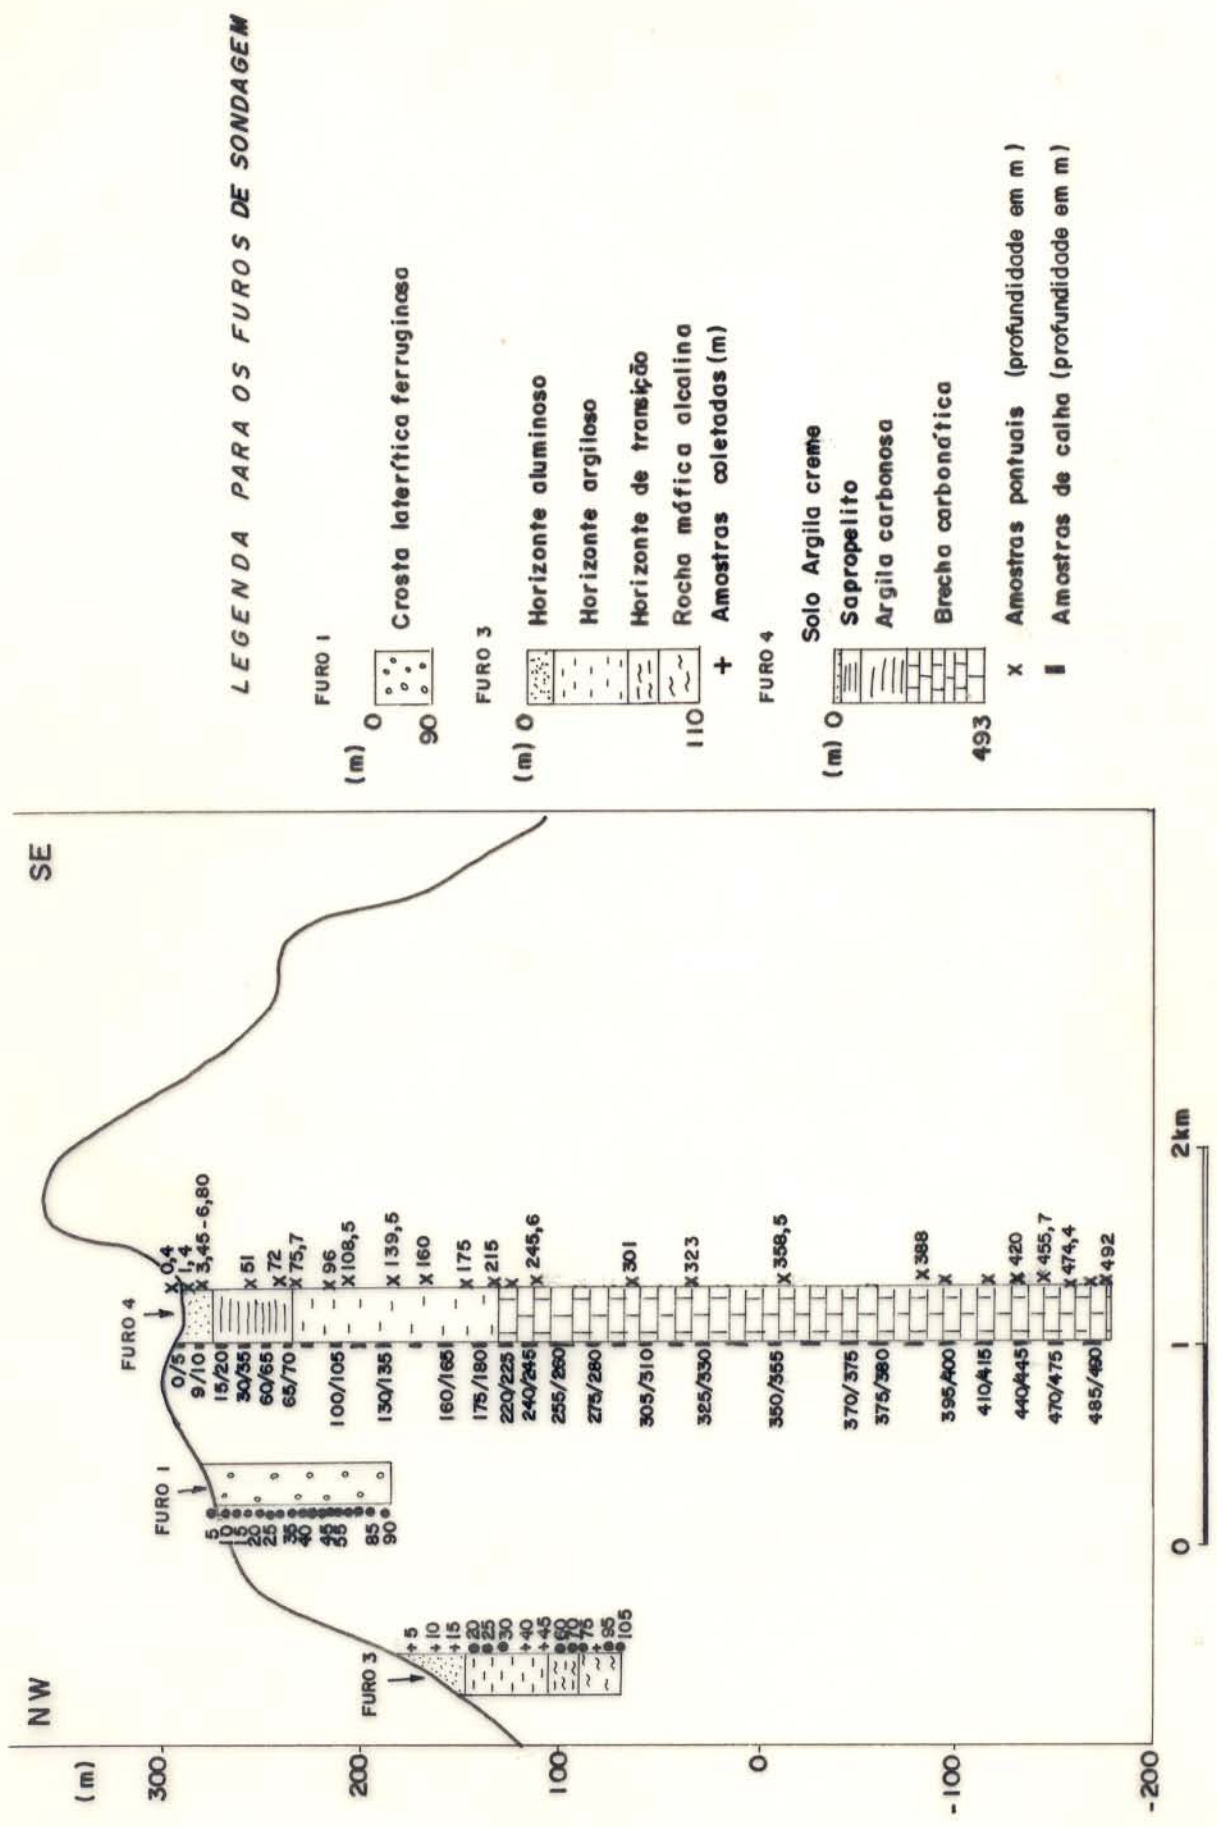 NW
SE
(m)
300
200
100
0
-100
-200
FURO 3
+5
+10
+15
20
25
30
+40
+45
60
70
75
+
95
105
FURO 1
5
10
15
20
25
35
40
45
55
85
90
FURO 4
0/5
9/10
15/20
30/35
60/65
65/70
100/105
130/135
160/165
175/180
220/225
240/245
255/260
275/280
305/310
325/330
350/355
370/375
375/380
395/400
410/415
440/445
470/475
485/490
x 0,4
x 1,4
x 3,45-6,80
x 51
x 72
x 75,7
x 96
x 108,5
x 139,5
x 160
x 175
x 215
x
x 245,6
x 301
x 323
x 358,5
x 388
x
x
x 420
x 455,7
x 474,4
x
x 492
0
1
2km
LEGENDA PARA OS FUROS DE SONDAGEM
FURO 1
(m) 0
90
Crosta laterítica ferruginosa
FURO 3
(m) 0
110
Horizonte aluminoso
Horizonte argiloso
Horizonte de transição
Rocha máfica alcalina
+ Amostras coletadas (m)
FURO 4
(m) 0
493
Solo Argila creme
Sapropelito
Argila carbonosa
Brecha carbonática
x Amostras pontuais (profundidade em m)
Amostras de calha (profundidade em m)